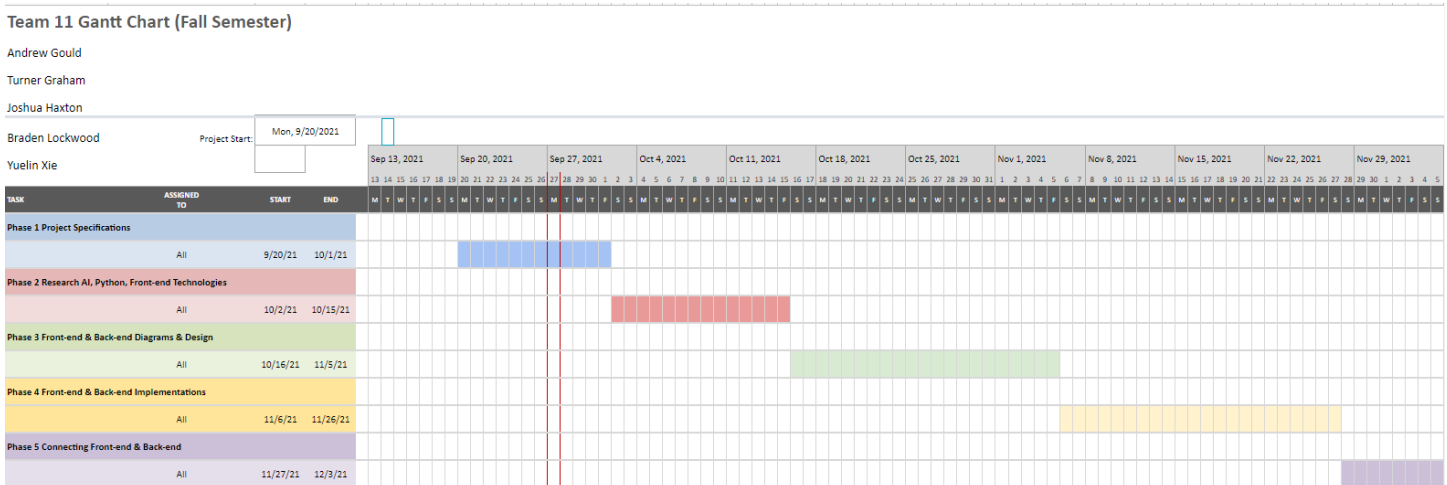 Team 11 Gantt Chart (Fall Semester)
Andrew Gould
Turner Graham
Joshua Haxton
Braden Lockwood Project Start: Mon, 9/20/2021
Yuelin Xie
Sep 13, 2021 Sep 20, 2021 Sep 27, 2021 Oct 4, 2021 Oct 11, 2021 Oct 18, 2021 Oct 25, 2021 Nov 1, 2021 Nov 8, 2021 Nov 15, 2021 Nov 22, 2021 Nov 29, 2021
13 14 15 16 17 18 19 20 21 22 23 24 25 26 27 28 29 30 1 2 3 4 5 6 7 8 9 10 11 12 13 14 15 16 17 18 19 20 21 22 23 24 25 26 27 28 29 30 31 1 2 3 4 5 6 7 8 9 10 11 12 13 14 15 16 17 18 19 20 21 22 23 24 25 26 27 28 29 30 1 2 3 4 5
TASK ASSIGNED TO START END M T W T F S S M T W T F S S M T W T F S S M T W T F S S M T W T F S S M T W T F S S M T W T F S S M T W T F S S M T W T F S S M T W T F S S M T W T F S S M T W T F S S
Phase 1 Project Specifications
All 9/20/21 10/1/21
Phase 2 Research AI, Python, Front-end Technologies
All 10/2/21 10/15/21
Phase 3 Front-end & Back-end Diagrams & Design
All 10/16/21 11/5/21
Phase 4 Front-end & Back-end Implementations
All 11/6/21 11/26/21
Phase 5 Connecting Front-end & Back-end
All 11/27/21 12/3/21